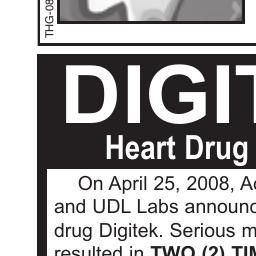 THG-08
DIGIT
Heart Drug
On April 25, 2008, Ac
and UDL Labs announc
drug Digitek. Serious m
resulted in TWO (2) TIM